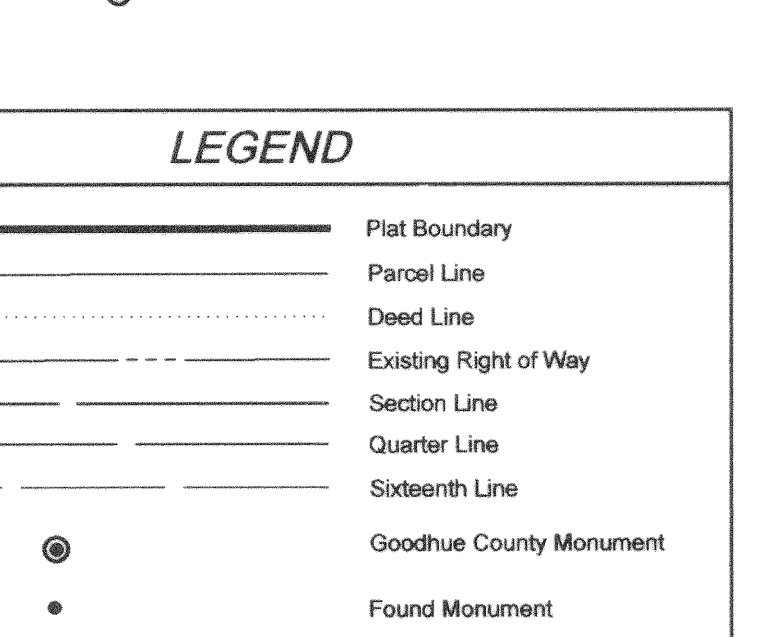 LEGEND
Plat Boundary
Parcel Line
Deed Line
Existing Right of Way
Section Line
Quarter Line
Sixteenth Line
Goodhue County Monument
Found Monument